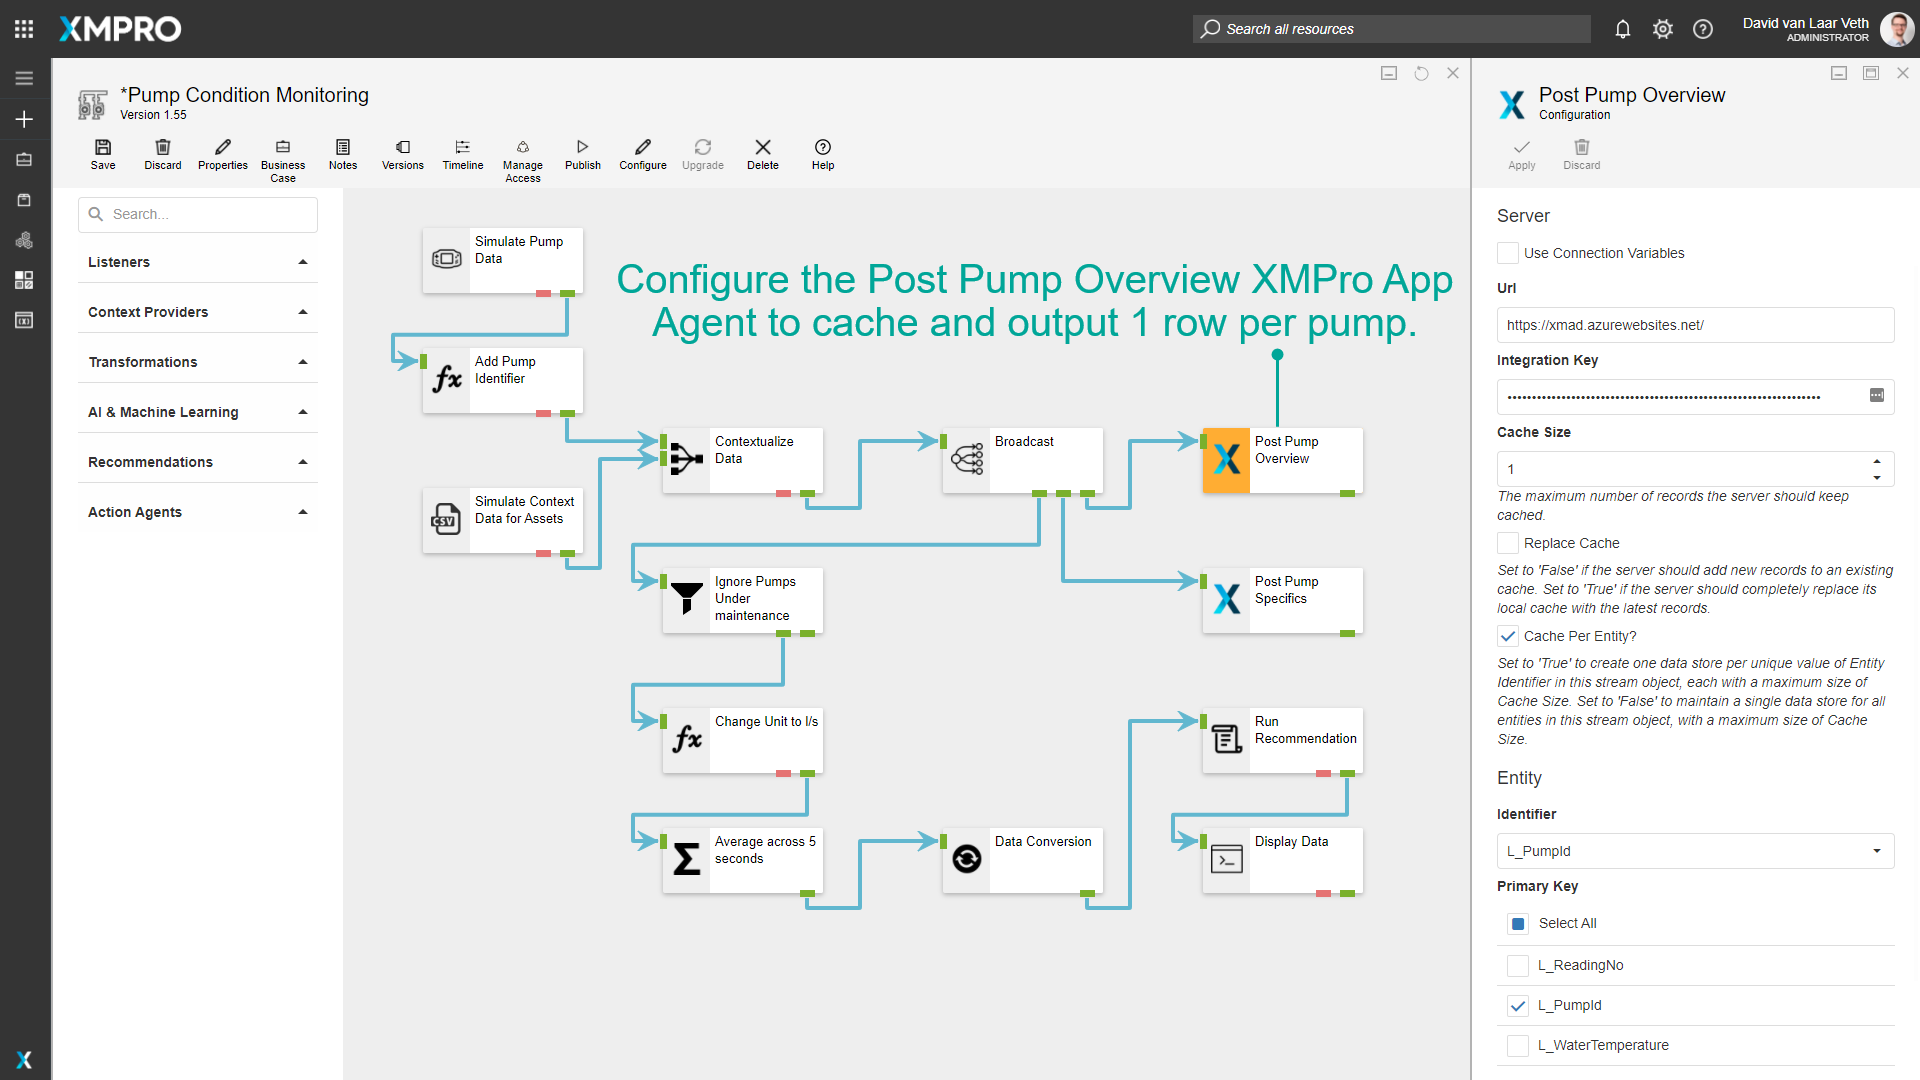 XMPRO
Search all resources
David van Laar Veth
ADMINISTRATOR
*Pump Condition Monitoring
Version 1.55
Save
Discard
Properties
Business
Case
Notes
Versions
Timeline
Manage
Access
Publish
Configure
Upgrade
Delete
Help
Search...
Listeners
Context Providers
Transformations
AI & Machine Learning
Recommendations
Action Agents
Configure the Post Pump Overview XMPro App
Agent to cache and output 1 row per pump.
Simulate Pump
Data
fx
Add Pump
Identifier
Contextualize
Data
Broadcast
Post Pump
Overview
CSV
Simulate Context
Data for Assets
Ignore Pumps
Under
maintenance
Post Pump
Specifics
fx
Change Unit to l/s
Run
Recommendation
Σ
Average across 5
seconds
Data Conversion
Display Data
Post Pump Overview
Configuration
Apply
Discard
Server
Use Connection Variables
Url
https://xmad.azurewebsites.net/
Integration Key
Cache Size
1
The maximum number of records the server should keep
cached.
Replace Cache
Set to 'False' if the server should add new records to an existing
cache. Set to 'True' if the server should completely replace its
local cache with the latest records.
Cache Per Entity?
Set to 'True' to create one data store per unique value of Entity
Identifier in this stream object, each with a maximum size of
Cache Size. Set to 'False' to maintain a single data store for all
entities in this stream object, with a maximum size of Cache
Size.
Entity
Identifier
L_PumpId
Primary Key
Select All
L_ReadingNo
L_PumpId
L_WaterTemperature